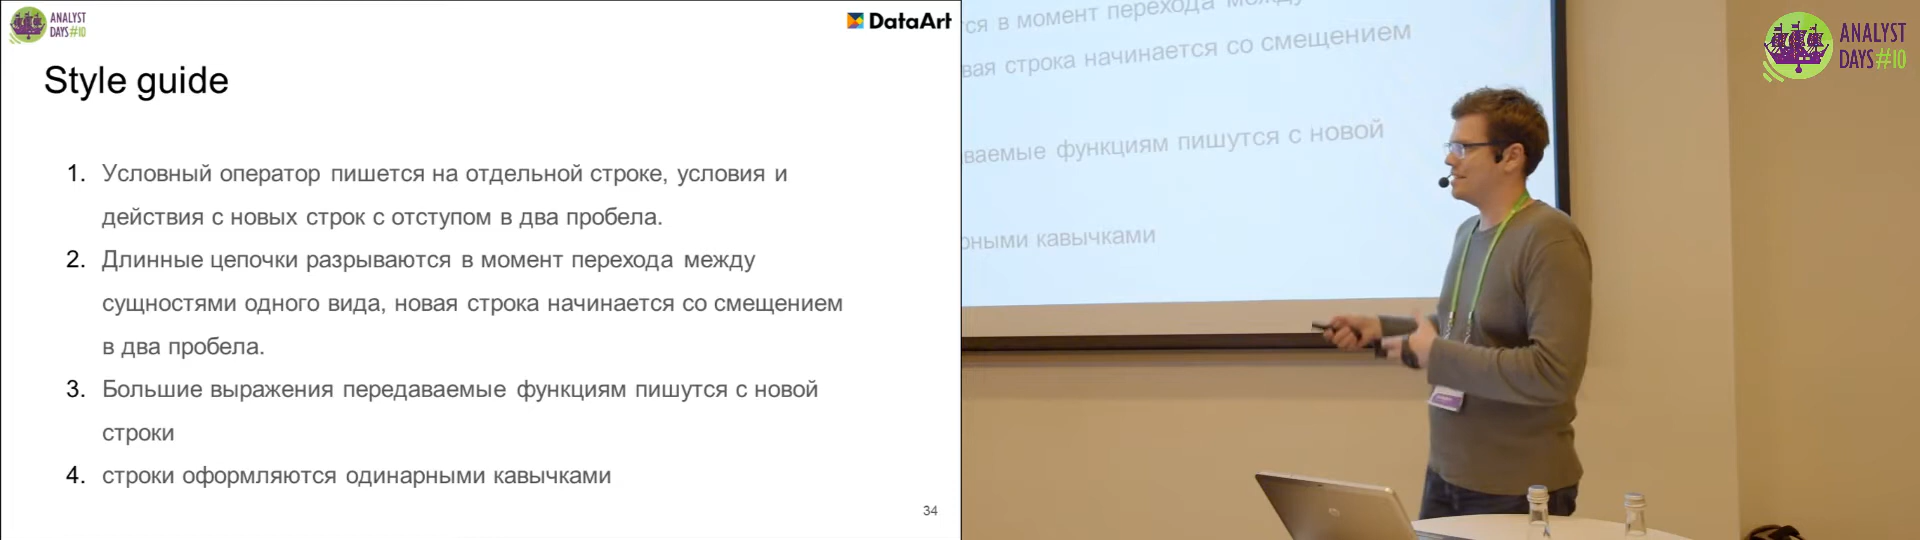 ANALYST
DAYS#10
DataArt
Style guide
1. Условный оператор пишется на отдельной строке, условия и
действия с новых строк с отступом в два пробела.
2. Длинные цепочки разрываются в момент перехода между
сущностями одного вида, новая строка начинается со смещением
в два пробела.
3. Большие выражения передаваемые функциям пишутся с новой
строки
4. строки оформляются одинарными кавычками
34
ся в момент перехода между
вая строка начинается со смещением
ваемые функциям пишутся с новой
рными кавычками
ANALYST
DAYS#10